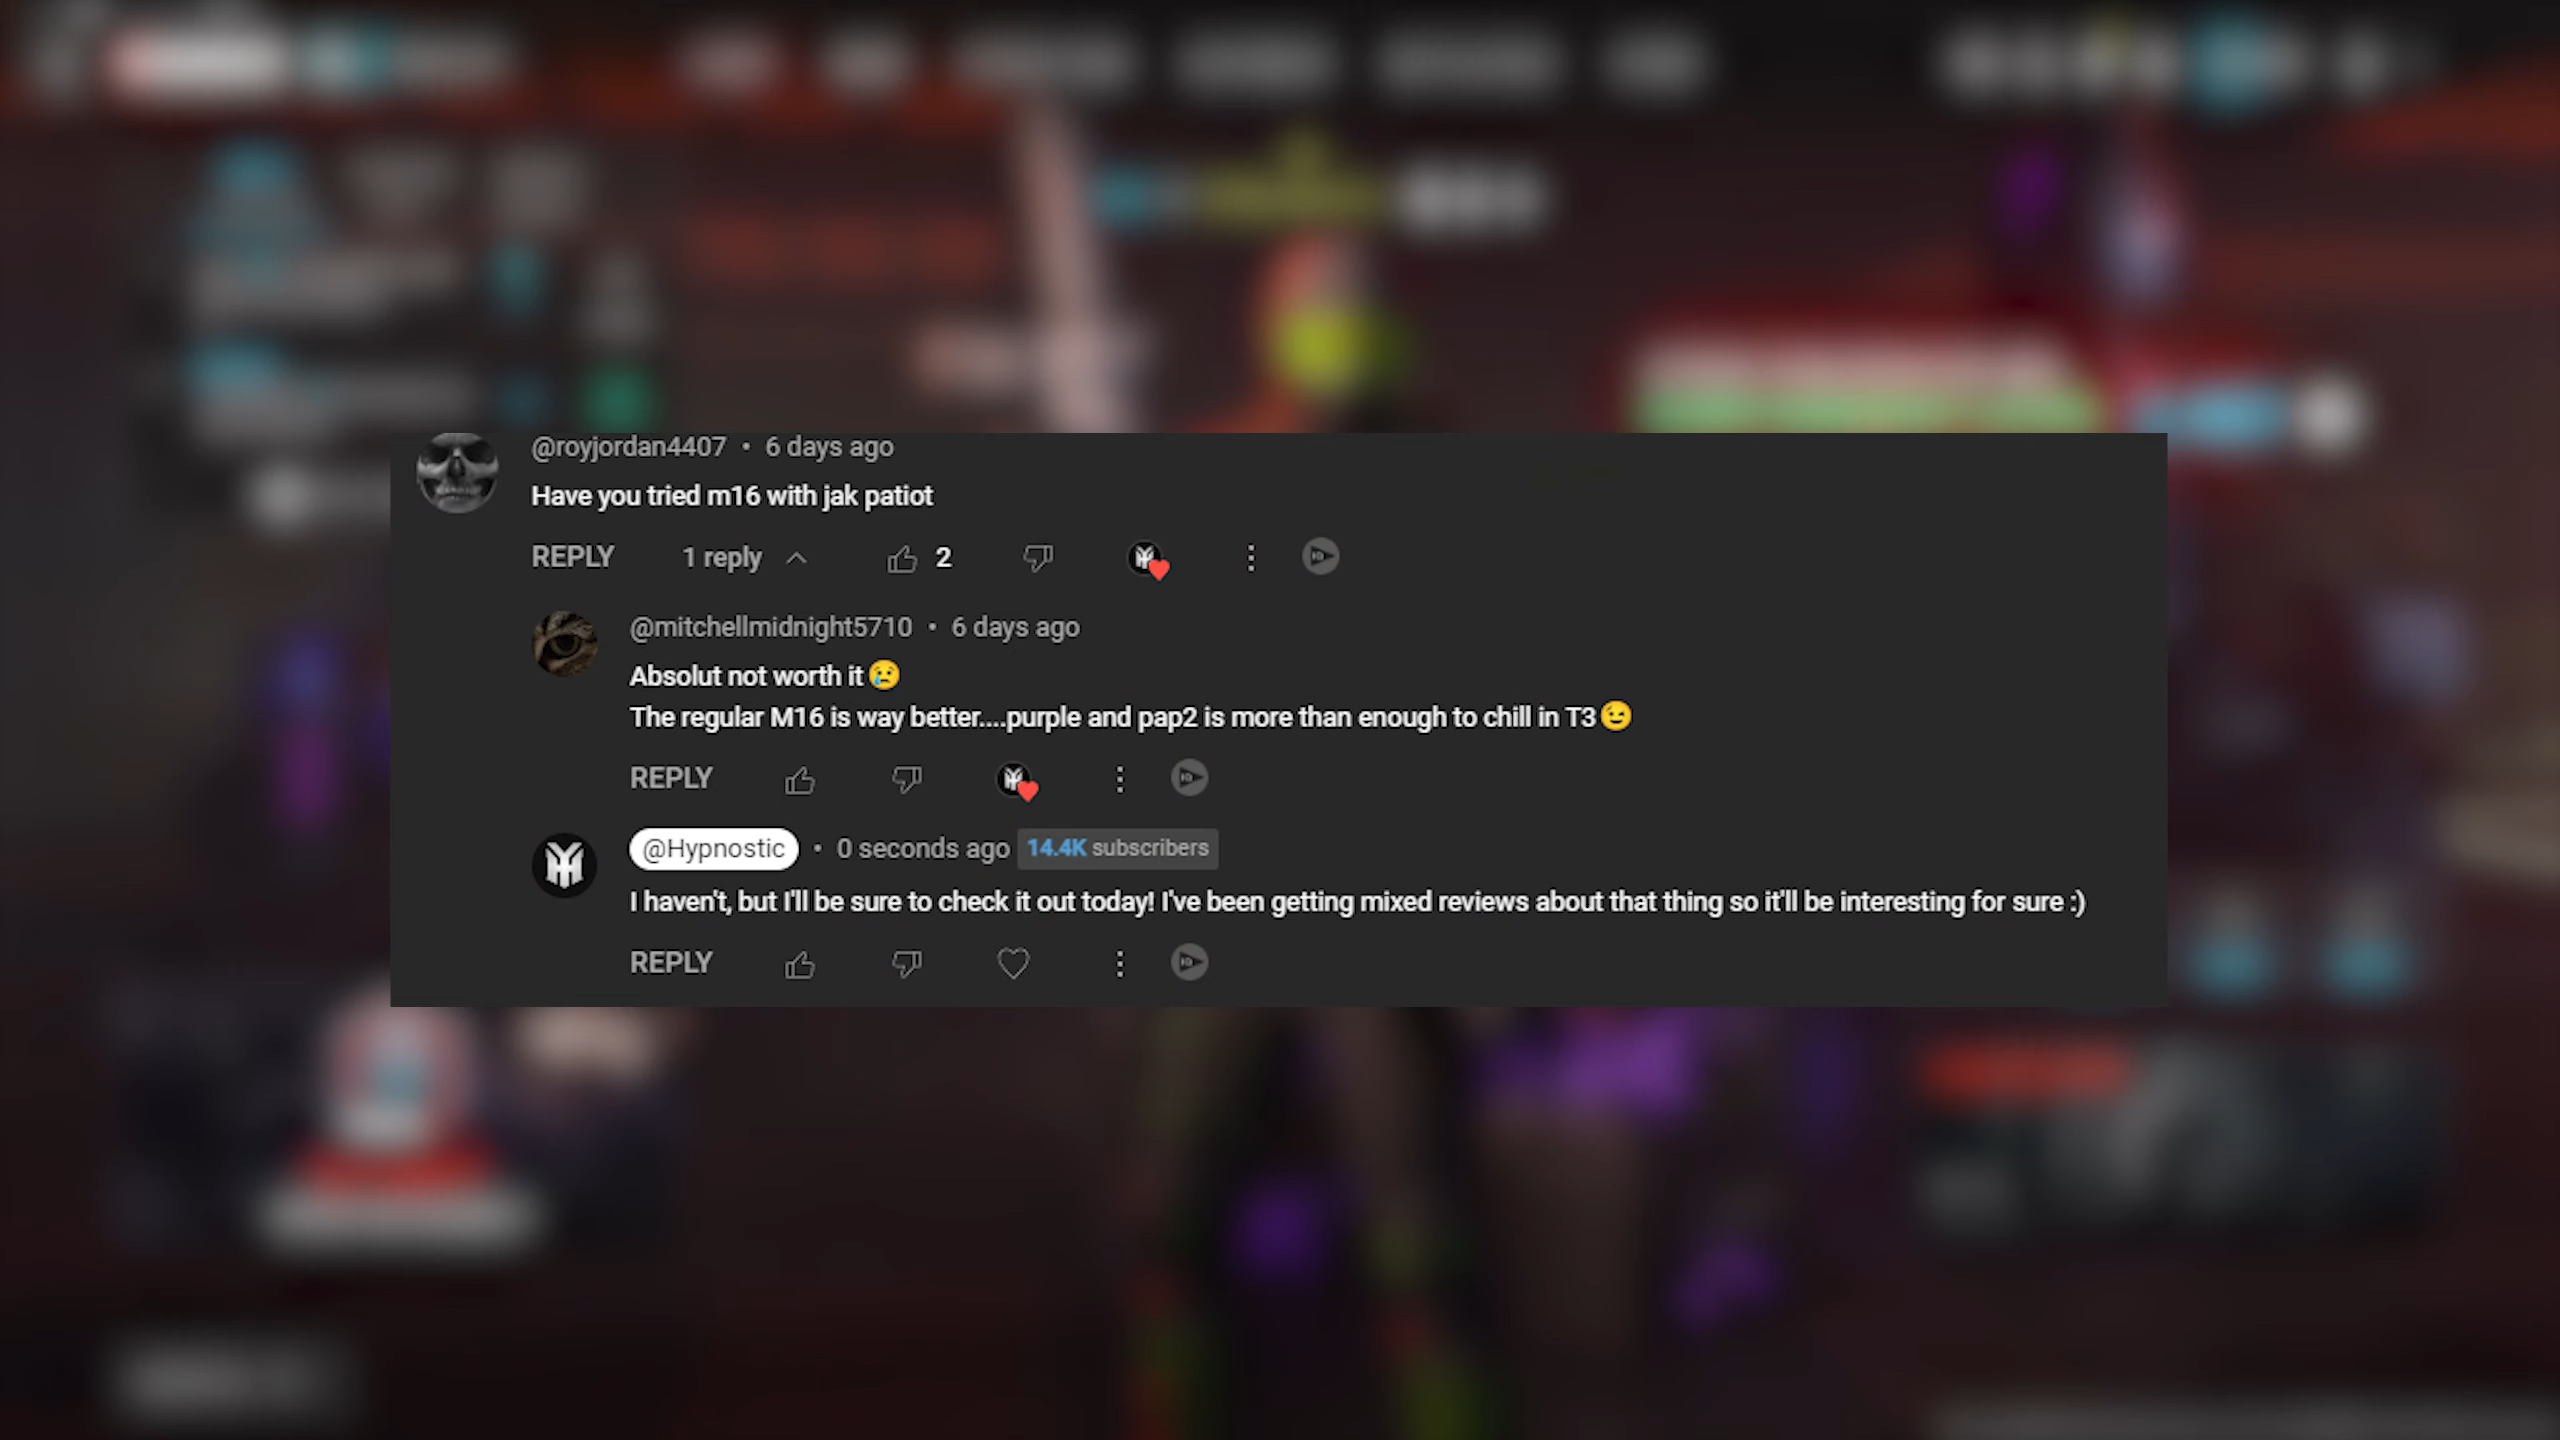 @royjordan4407 • 6 days ago
Have you tried m16 with jak patiot
REPLY 1 reply 2
@mitchellmidnight5710 • 6 days ago
Absolut not worth it😢
The regular M16 is way better....purple and pap2 is more than enough to chill in T3😉
REPLY
@Hypnostic • 0 seconds ago 14.4K subscribers
I haven't, but I'll be sure to check it out today! I've been getting mixed reviews about that thing so it'll be interesting for sure :)
REPLY